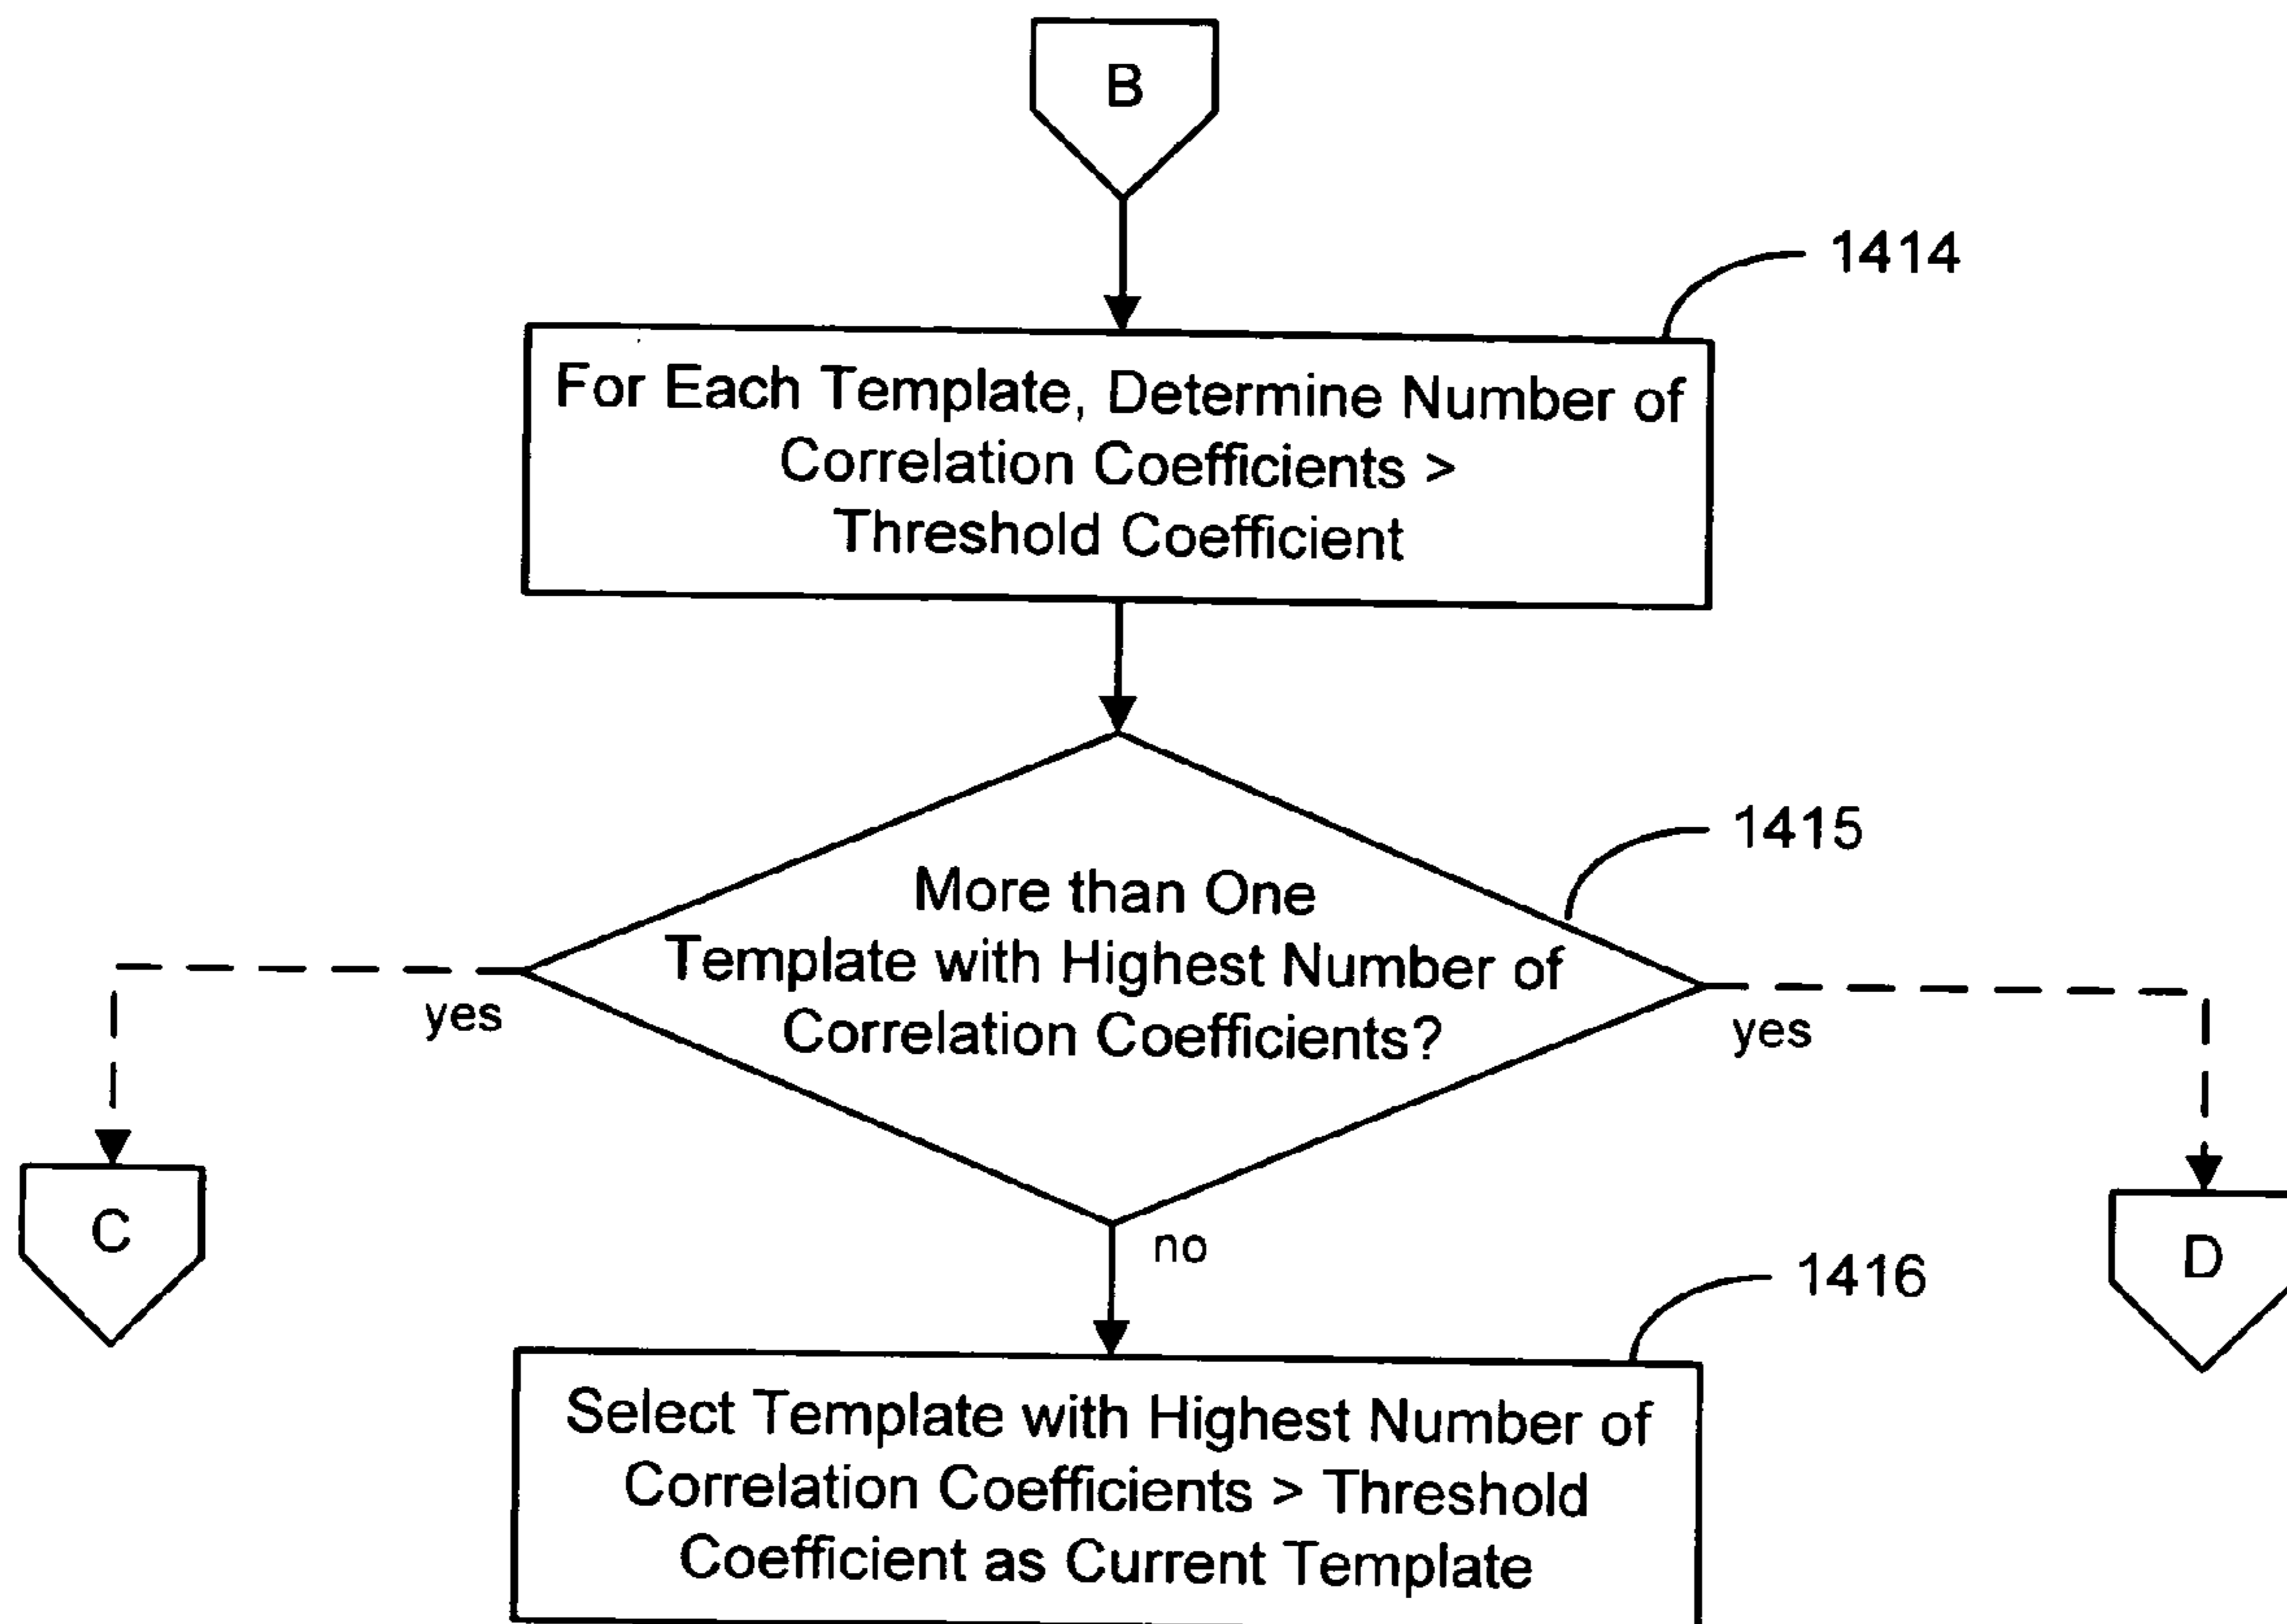 B
1414
For Each Template, Determine Number of
Correlation Coefficients >
Threshold Coefficient
1415
More than One
Template with Highest Number of
Correlation Coefficients?
yes
yes
C
no
D
1416
Select Template with Highest Number of
Correlation Coefficients > Threshold
Coefficient as Current Template